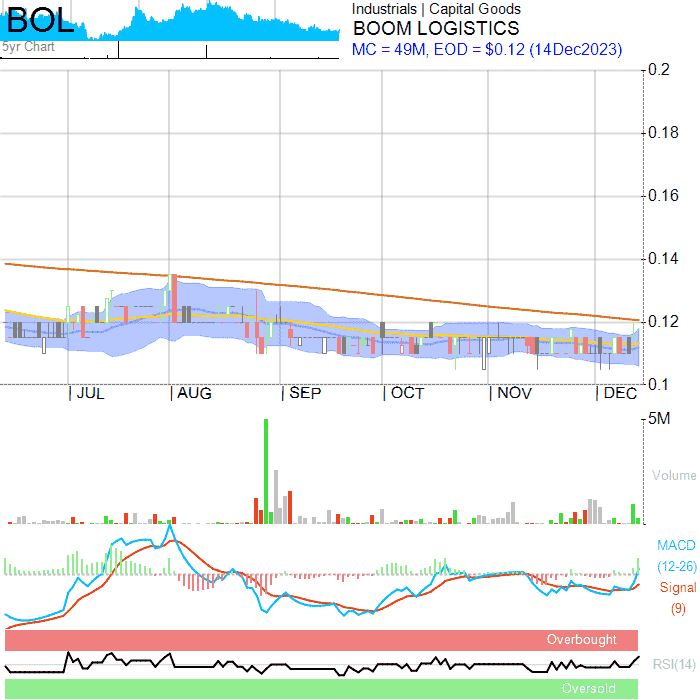 BOL
5yr Chart
Industrials | Capital Goods
BOOM LOGISTICS
MC = 49M, EOD = $0.12 (14Dec2023)
0.2
0.18
0.16
0.14
0.12
0.1
| JUL | AUG | SEP | OCT | NOV | DEC
5M
Volume
MACD
(12-26)
Signal
(9)
Overbought
RSI(14)
Oversold